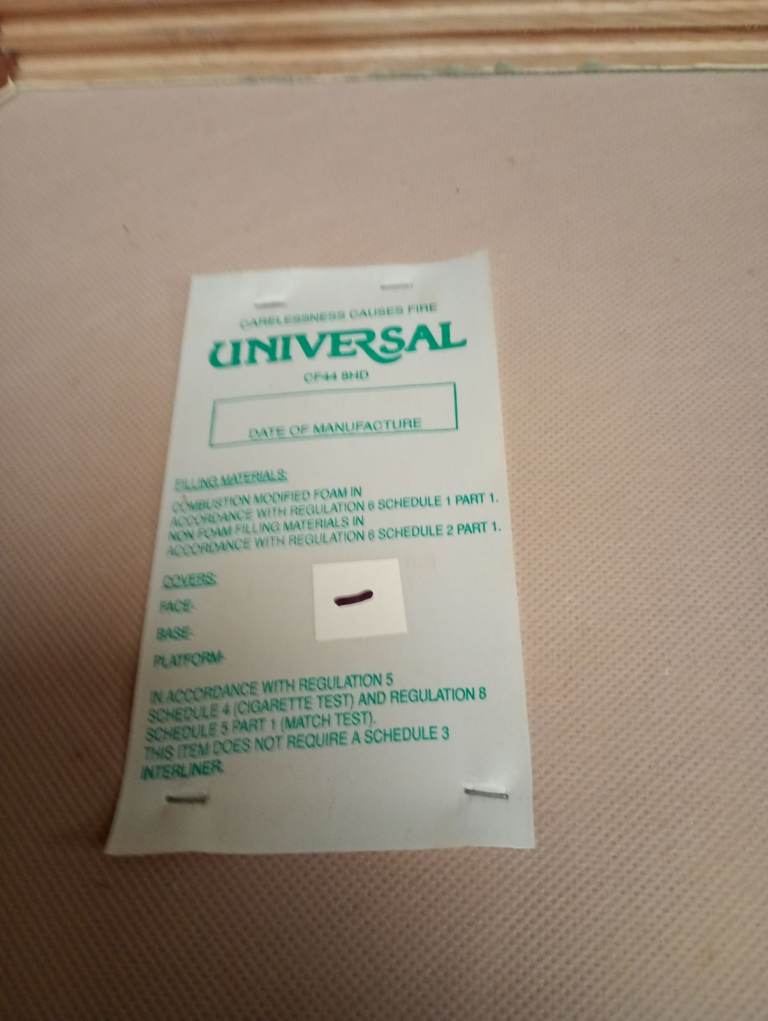 CARELESSNESS CAUSES FIRE
UNIVERSAL
CF44 9HD
DATE OF MANUFACTURE
FILLING MATERIALS:
COMBUSTION MODIFIED FOAM IN
ACCORDANCE WITH REGULATION 6 SCHEDULE 1 PART 1.
NON FOAM FILLING MATERIALS IN
ACCORDANCE WITH REGULATION 6 SCHEDULE 2 PART 1.
COVERS:
FACE-
BASE-
PLATFORM-
IN ACCORDANCE WITH REGULATION 5
SCHEDULE 4 (CIGARETTE TEST) AND REGULATION 8
SCHEDULE 5 PART 1 (MATCH TEST).
THIS ITEM DOES NOT REQUIRE A SCHEDULE 3
INTERLINER.